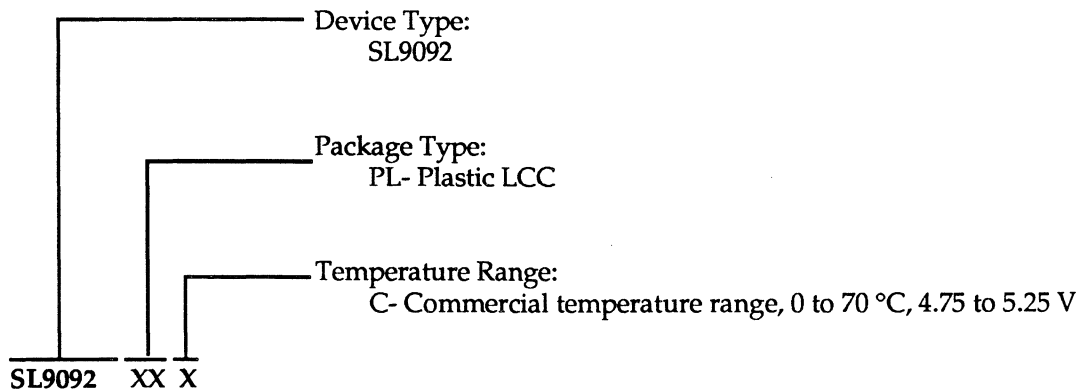 Device Type:
SL9092
Package Type:
PL- Plastic LCC
Temperature Range:
C- Commercial temperature range, 0 to 70 °C, 4.75 to 5.25 V
SL9092 XX X